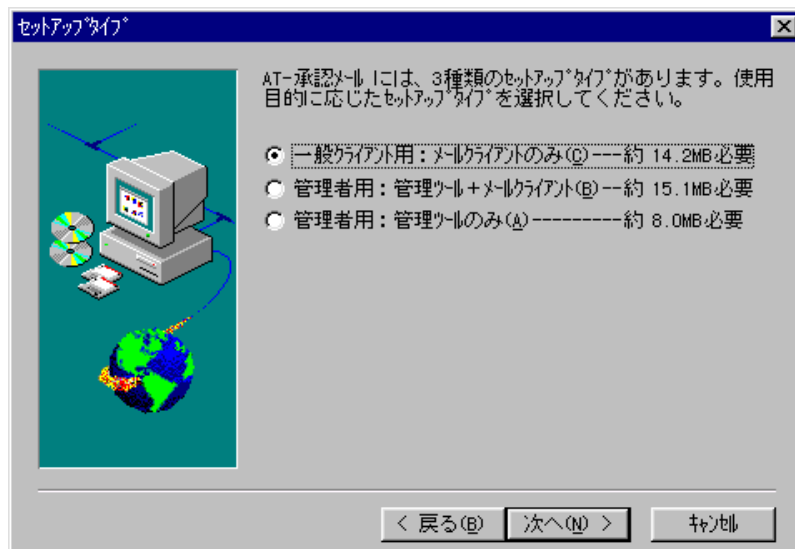 セットアップﾟﾀｲﾌﾟ
AT-承認ﾒｰﾙ には、3種類のｾｯﾄｱｯﾌﾟﾀｲﾌﾟがあります。使用
目的に応じたｾｯﾄｱｯﾌﾟﾀｲﾌﾟを選択してください。
一般ｸﾗｲｱﾝﾄ用：ﾒｰﾙｸﾗｲｱﾝﾄのみ(C)---約 14.2MB必要
管理者用：管理ﾂｰﾙ＋ﾒｰﾙｸﾗｲｱﾝﾄ(B)--約 15.1MB必要
管理者用：管理ﾂｰﾙのみ(A)---------約 8.0MB必要
< 戻る(B)
次へ(N) >
ｷｬﾝｾﾙ